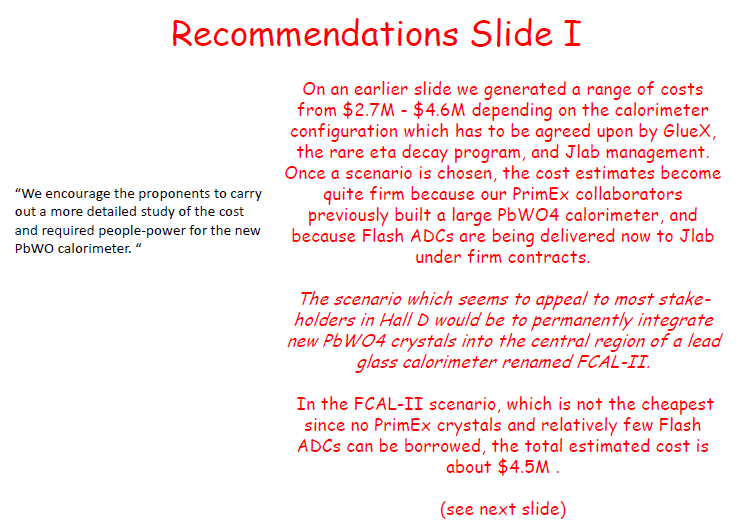 Recommendations Slide I
“We encourage the proponents to carry
out a more detailed study of the cost
and required people-power for the new
PbWO calorimeter. “
On an earlier slide we generated a range of costs
from $2.7M - $4.6M depending on the calorimeter
configuration which has to be agreed upon by GlueX,
the rare eta decay program, and Jlab management.
Once a scenario is chosen, the cost estimates become
quite firm because our PrimEx collaborators
previously built a large PbWO4 calorimeter, and
because Flash ADCs are being delivered now to Jlab
under firm contracts.
The scenario which seems to appeal to most stake-
holders in Hall D would be to permanently integrate
new PbWO4 crystals into the central region of a lead
glass calorimeter renamed FCAL-II.
In the FCAL-II scenario, which is not the cheapest
since no PrimEx crystals and relatively few Flash
ADCs can be borrowed, the total estimated cost is
about $4.5M .
(see next slide)